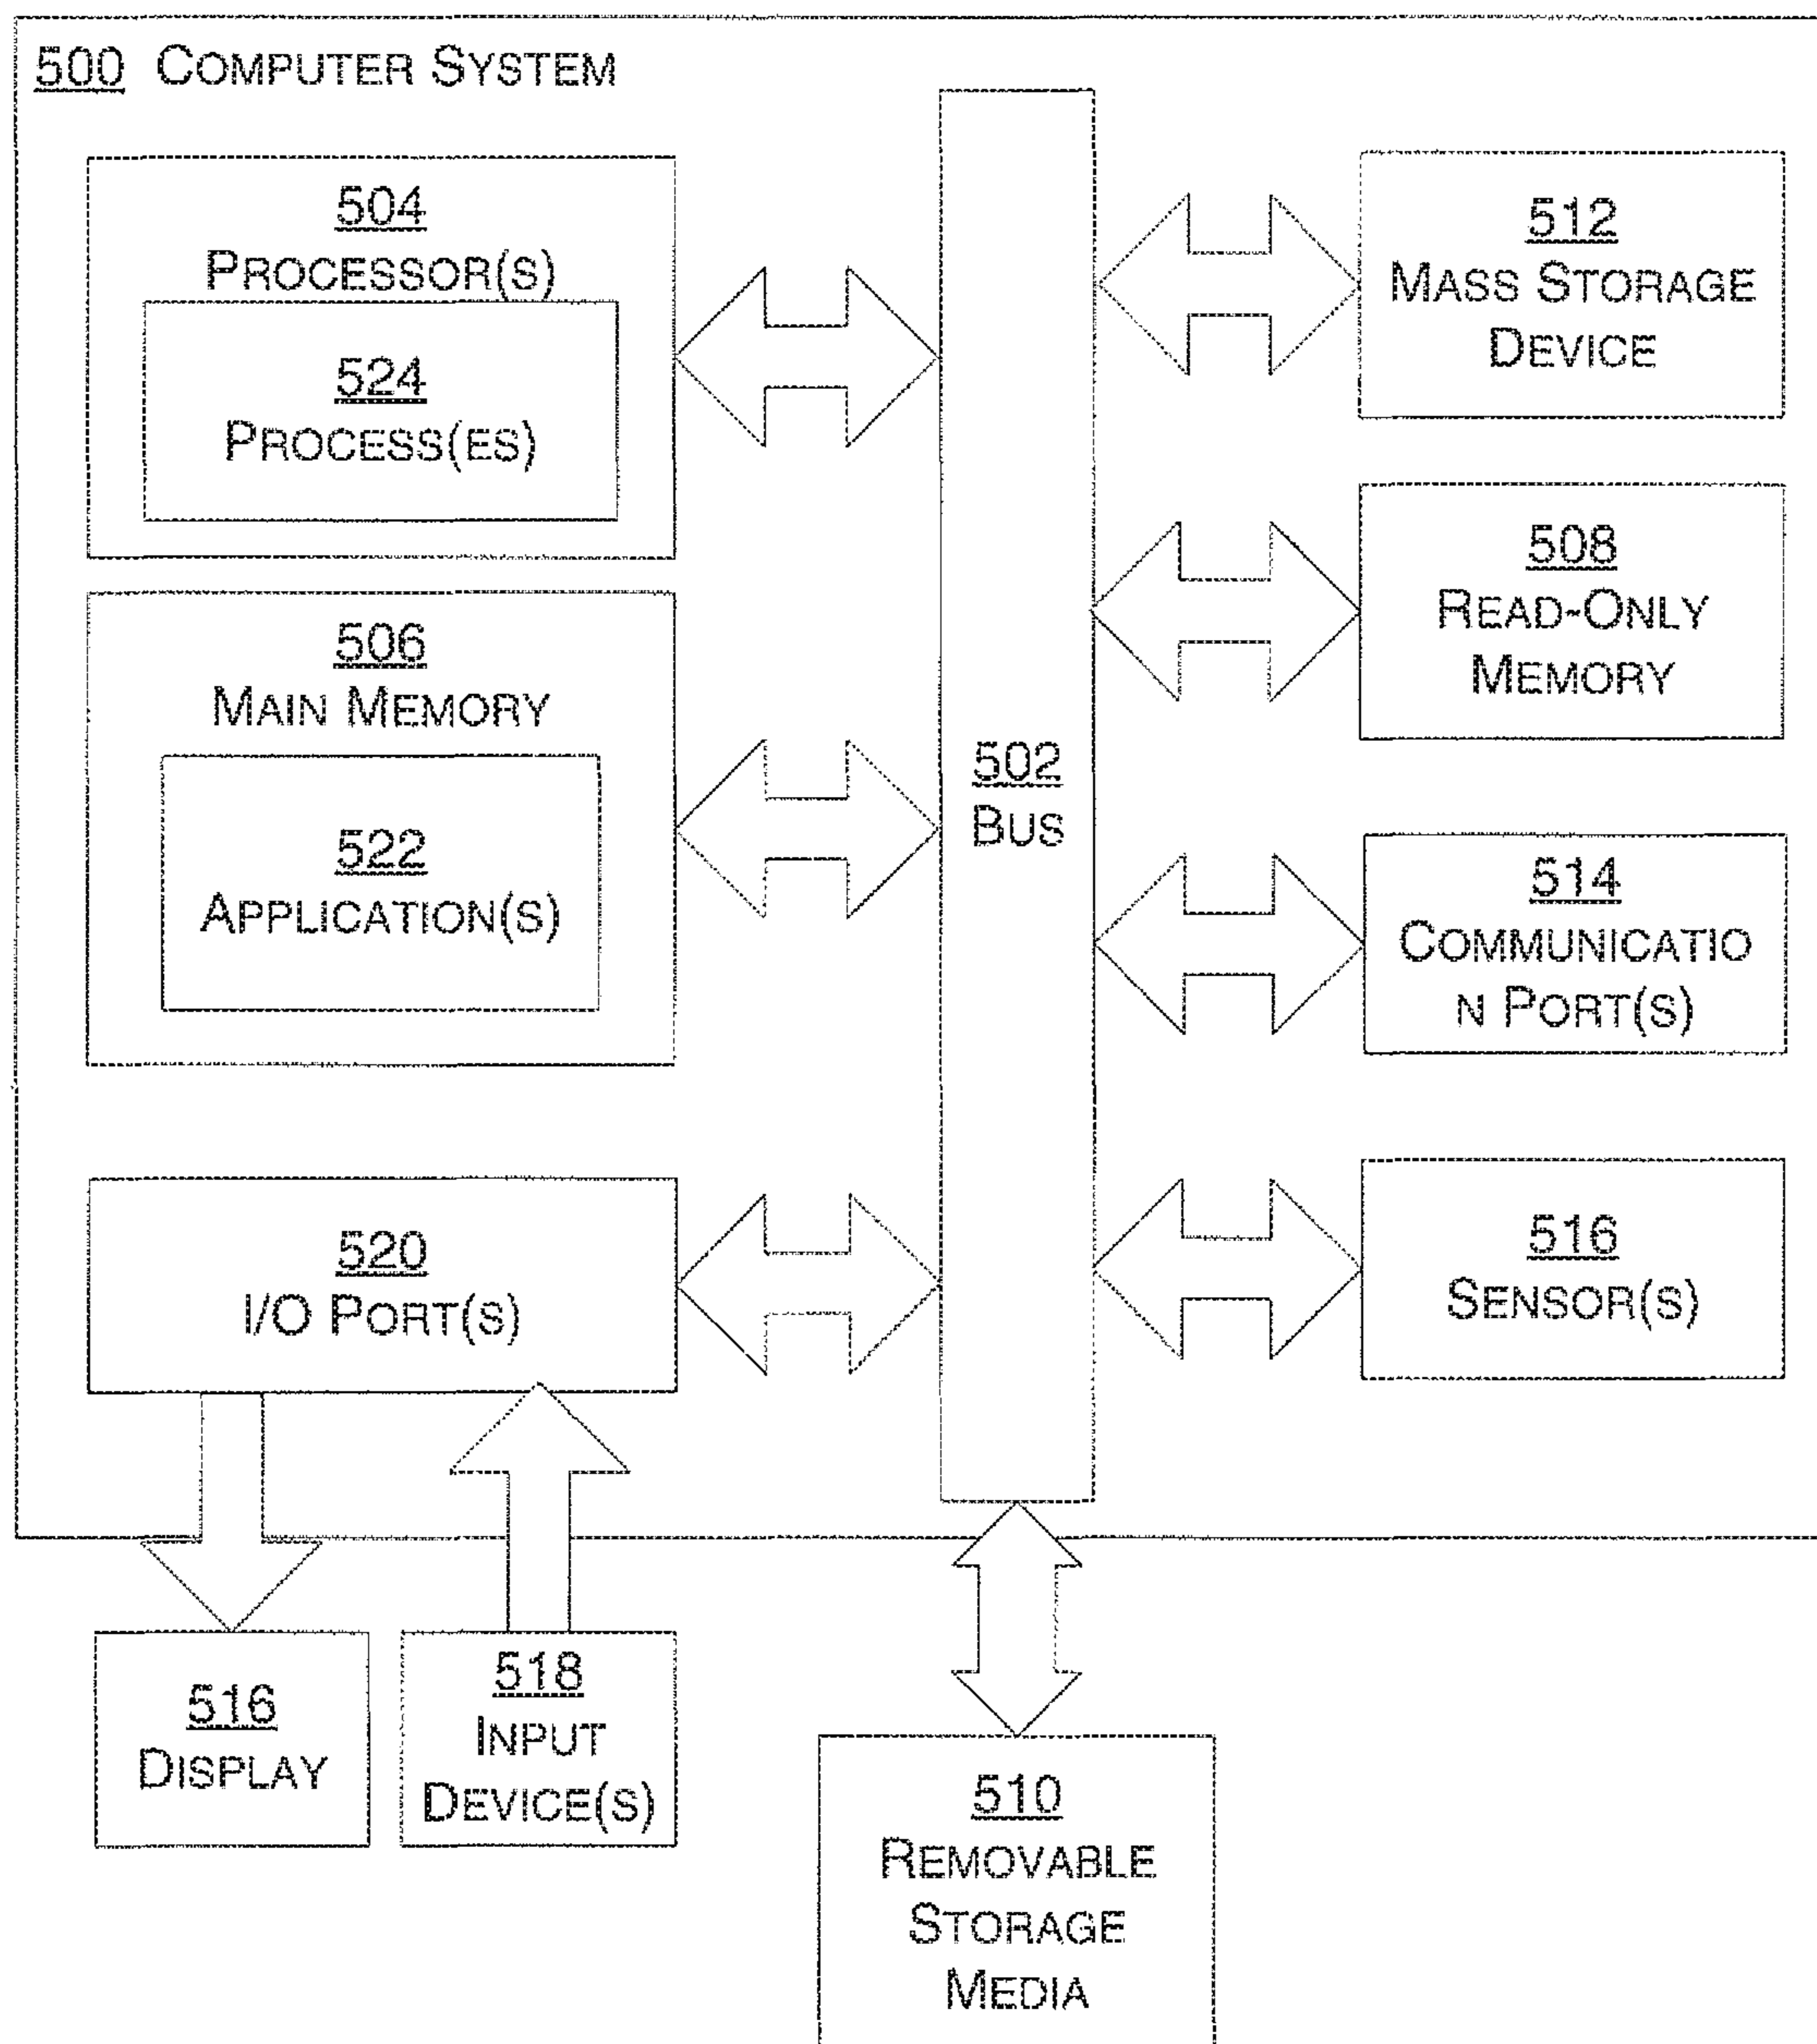 500 COMPUTER SYSTEM
504
PROCESSOR(S)
524
PROCESS(ES)
506
MAIN MEMORY
522
APPLICATION(S)
520
I/O PORT(S)
502
BUS
512
MASS STORAGE
DEVICE
508
READ-ONLY
MEMORY
514
COMMUNICATIO
N PORT(S)
516
SENSOR(S)
516
DISPLAY
518
INPUT
DEVICE(S)
510
REMOVABLE
STORAGE
MEDIA